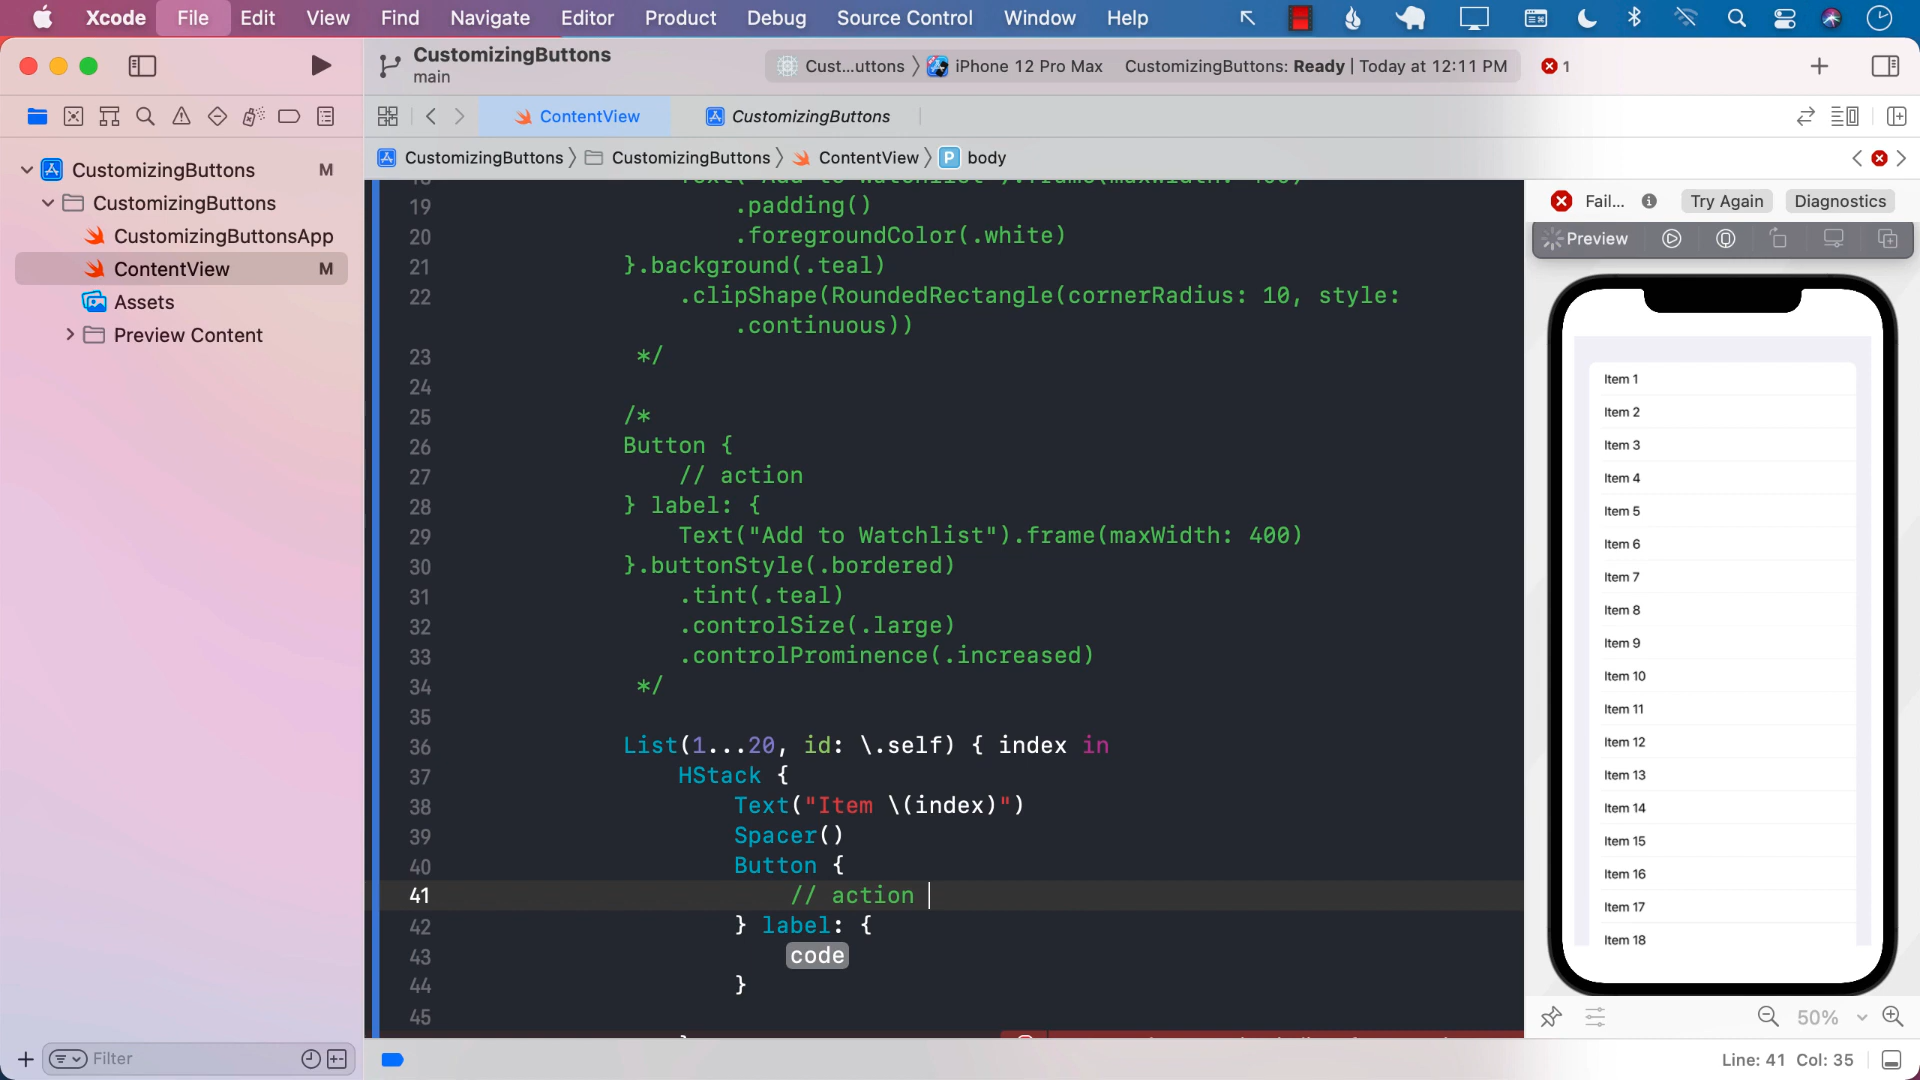 Xcode File Edit View Find Navigate Editor Product Debug Source Control Window Help
CustomizingButtons
main
Cust...uttons iPhone 12 Pro Max CustomizingButtons: Ready | Today at 12:11 PM 1
ContentView CustomizingButtons
CustomizingButtons CustomizingButtons ContentView P body
CustomizingButtons M
CustomizingButtons
CustomizingButtonsApp
ContentView M
Assets
Preview Content
Filter
Text("Add to Watchlist").frame(maxWidth: 400)
19 .padding()
20 .foregroundColor(.white)
21 }.background(.teal)
22 .clipShape(RoundedRectangle(cornerRadius: 10, style:
.continuous))
23 */
24
25 /*
26 Button {
27 // action
28 } label: {
29 Text("Add to Watchlist").frame(maxWidth: 400)
30 }.buttonStyle(.bordered)
31 .tint(.teal)
32 .controlSize(.large)
33 .controlProminence(.increased)
34 */
35
36 List(1...20, id: \.self) { index in
37 HStack {
38 Text("Item \(index)")
39 Spacer()
40 Button {
41 // action
42 } label: {
43 code
44 }
45
Fail... Try Again Diagnostics
Preview
Item 1
Item 2
Item 3
Item 4
Item 5
Item 6
Item 7
Item 8
Item 9
Item 10
Item 11
Item 12
Item 13
Item 14
Item 15
Item 16
Item 17
Item 18
50%
Line: 41 Col: 35